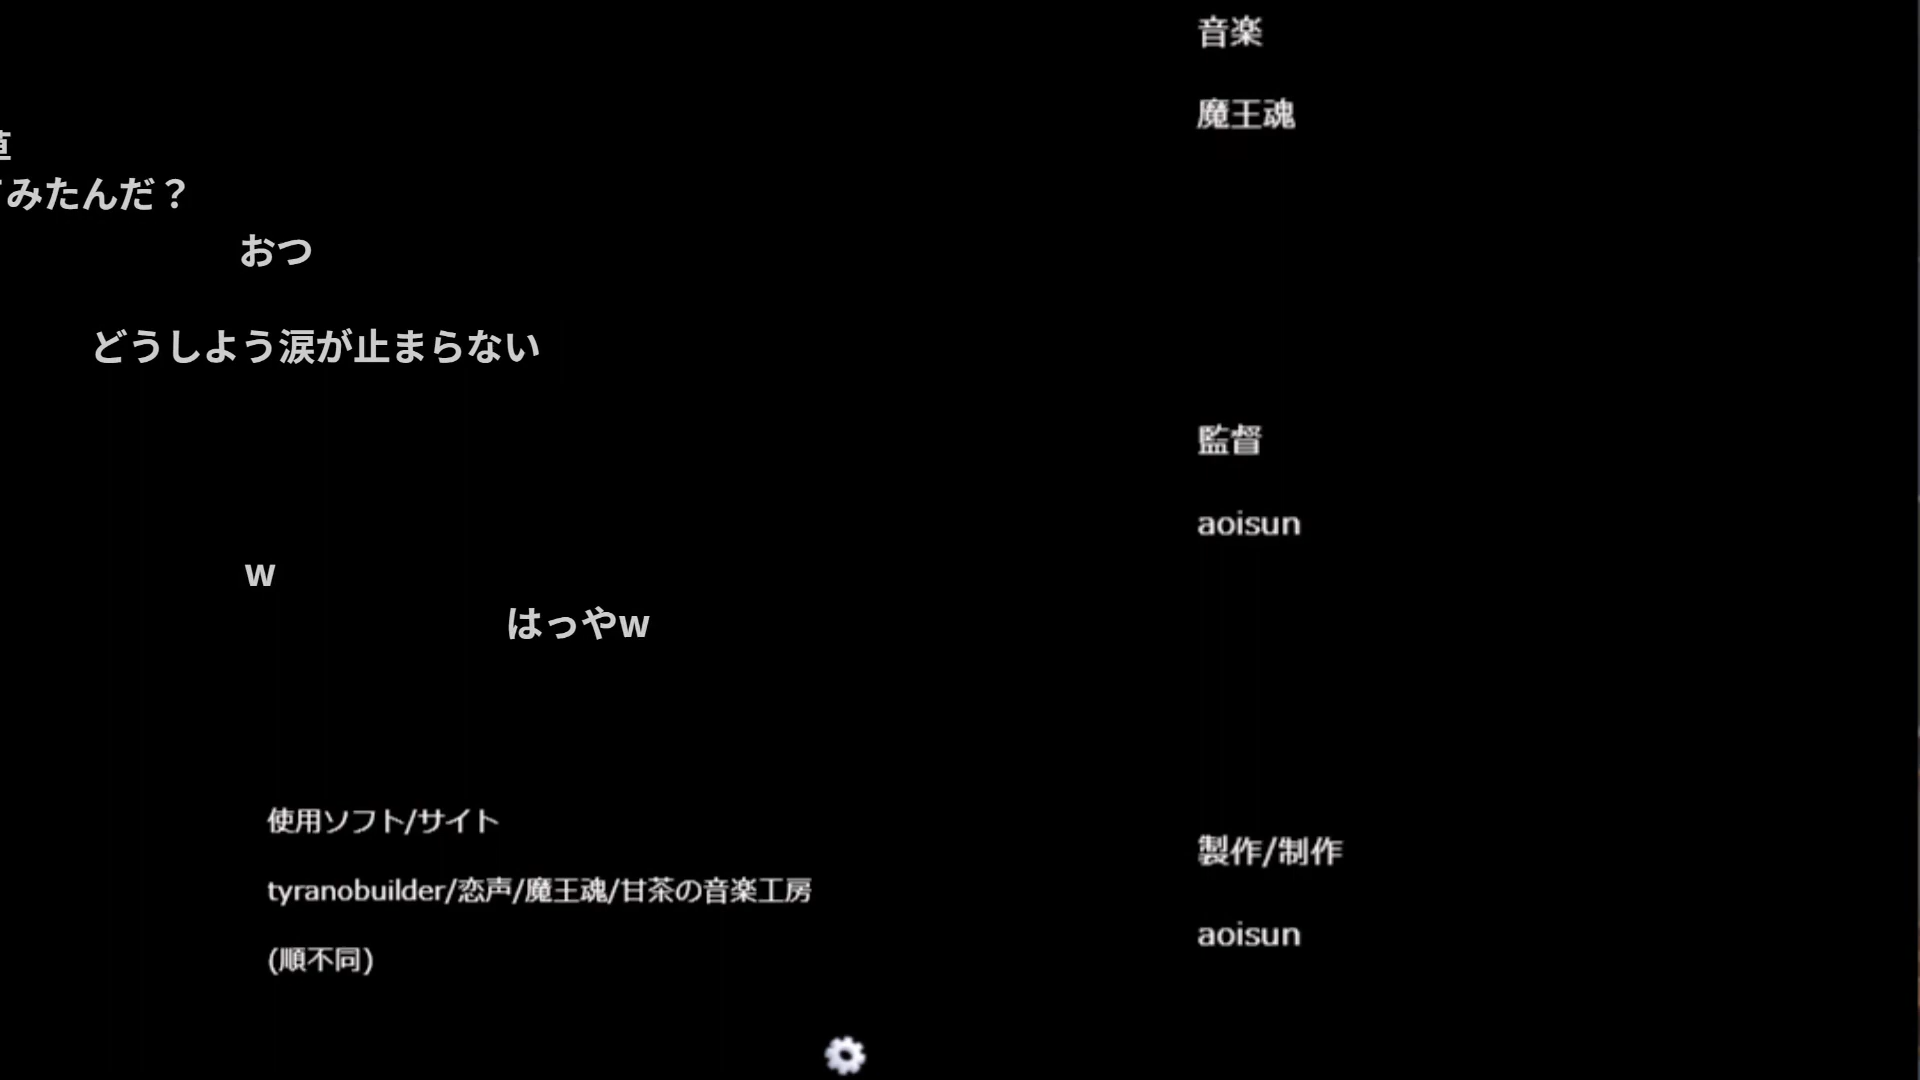 草
てみたんだ？
おつ
どうしよう涙が止まらない
w
はっやw
使用ソフト/サイト
tyranobuilder/恋声/魔王魂/甘茶の音楽工房
(順不同)
音楽
魔王魂
監督
aoisun
製作/制作
aoisun